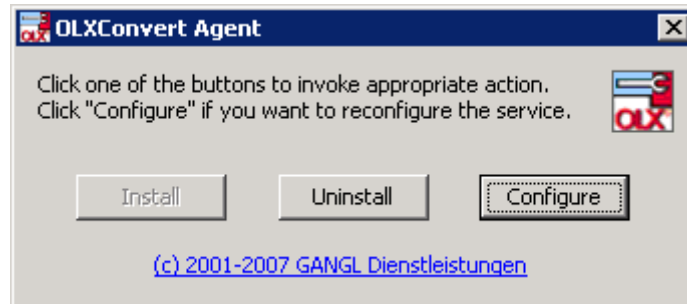 OLXConvert Agent
Click one of the buttons to invoke appropriate action.
Click "Configure" if you want to reconfigure the service.
OLX
Install Uninstall Configure
(c) 2001-2007 GANGL Dienstleistungen